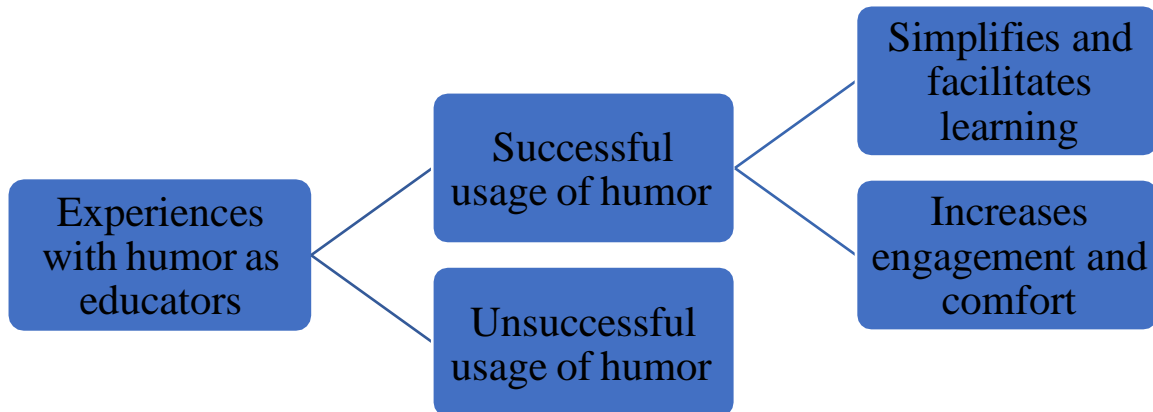 Experiences
with humor as
educators
Successful
usage of humor
Unsuccessful
usage of humor
Simplifies and
facilitates
learning
Increases
engagement and
comfort